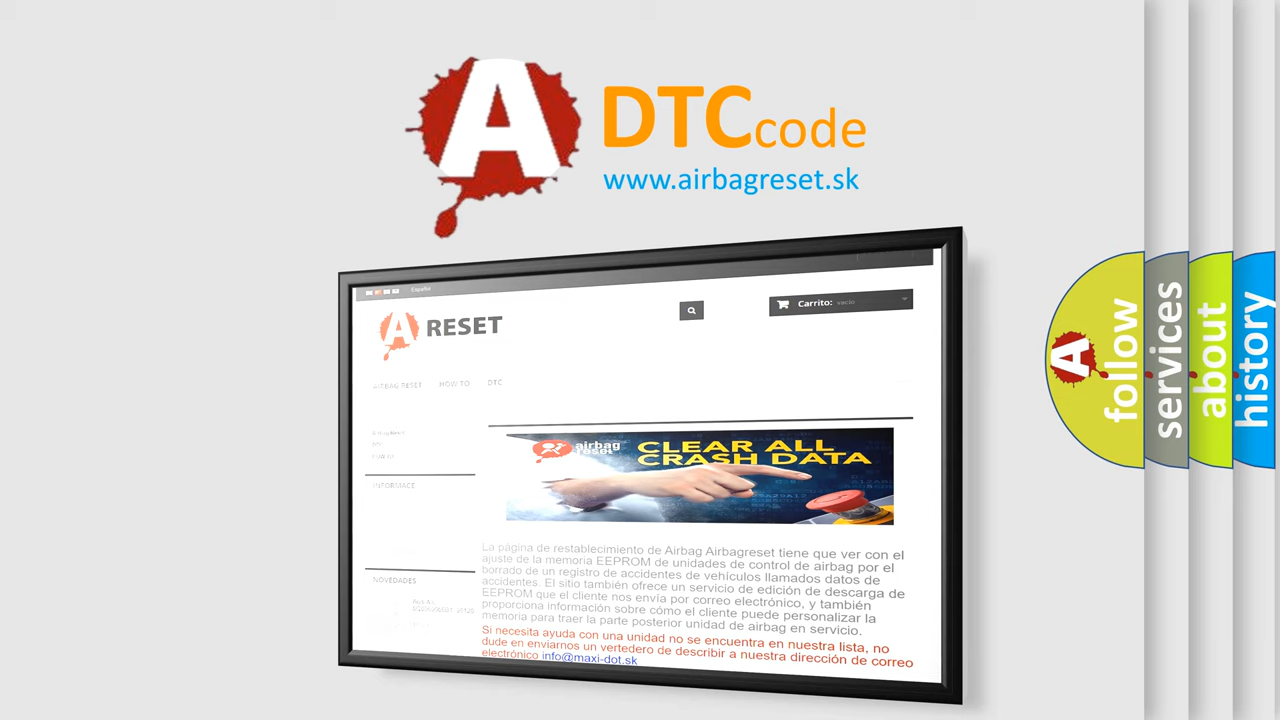 A DTCcode
www.airbagreset.sk
Español
A RESET
Carrito: vacío
AIRBAG RESET HOW TO DTC
INFORMACE
airbag
reset
CLEAR ALL
CRASH DATA
NOVEDADES
La página de restablecimiento de Airbag Airbagreset tiene que ver con el
ajuste de la memoria EEPROM de unidades de control de airbag por el
borrado de un registro de accidentes de vehículos llamados datos de
accidentes. El sitio también ofrece un servicio de edición de descarga de
EEPROM que el cliente nos envía por correo electrónico, y también
proporciona información sobre cómo el cliente puede personalizar la
memoria para traer la parte posterior unidad de airbag en servicio.
Si necesita ayuda con una unidad no se encuentra en nuestra lista, no
dude en enviarnos un vertedero de describir a nuestra dirección de correo
electrónico info@maxi-dot.sk
A
follow
services
about
history